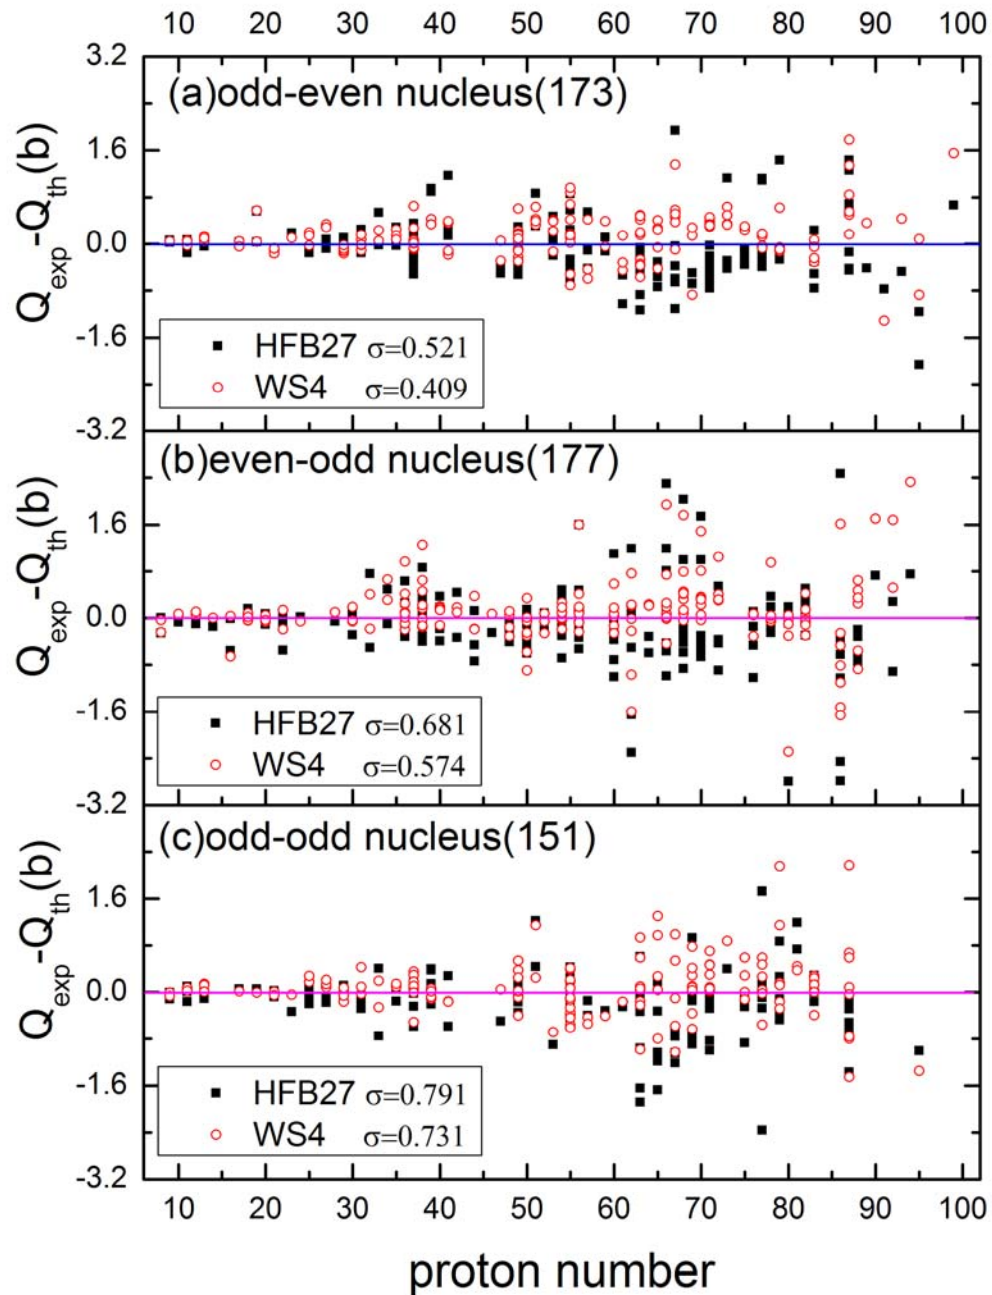 10 20 30 40 50 60 70 80 90 100
3.2
(a)odd-even nucleus(173)
1.6
0.0
-1.6
-3.2
Qexp-Qth(b)
HFB27 σ=0.521
WS4 σ=0.409
(b)even-odd nucleus(177)
1.6
0.0
-1.6
-3.2
Qexp-Qth(b)
HFB27 σ=0.681
WS4 σ=0.574
(c)odd-odd nucleus(151)
1.6
0.0
-1.6
-3.2
Qexp-Qth(b)
HFB27 σ=0.791
WS4 σ=0.731
10 20 30 40 50 60 70 80 90 100
proton number